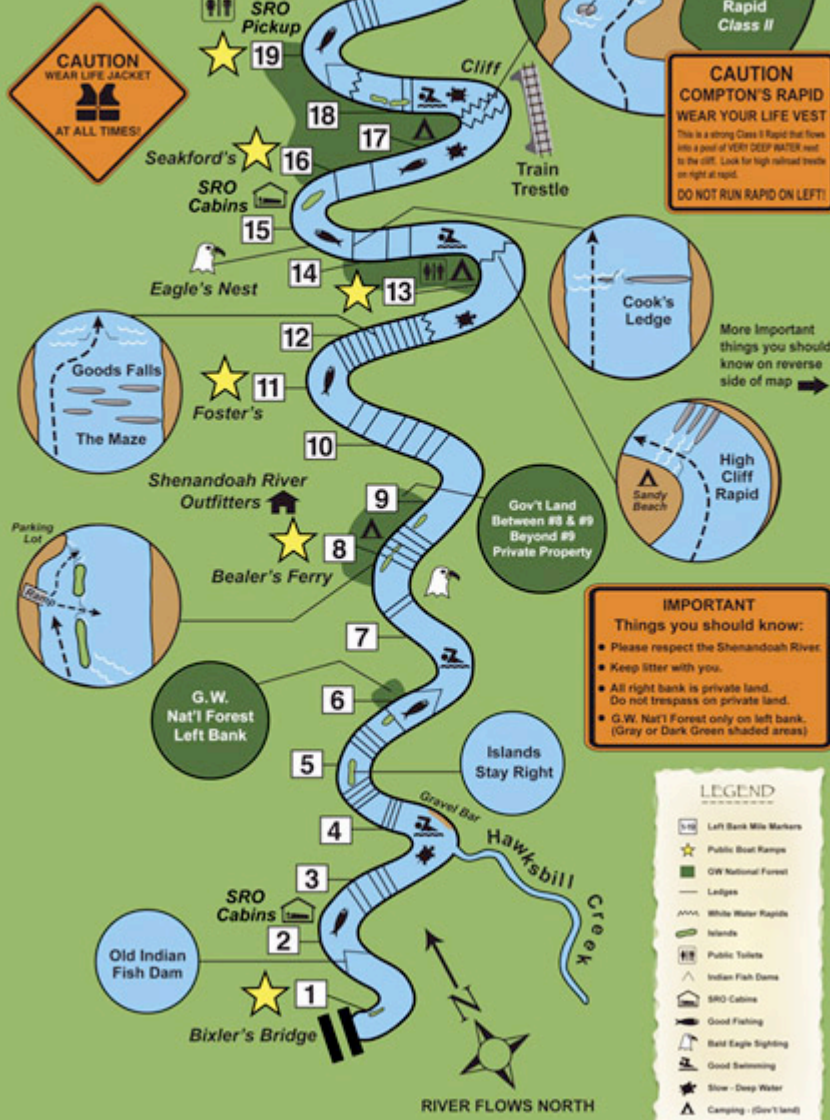 SRO
Pickup
19
CAUTION
WEAR LIFE JACKET
AT ALL TIMES!
Rapid
Class II
Cliff
CAUTION
COMPTON'S RAPID
WEAR YOUR LIFE VEST
This is a strong Class II Rapid that flows
into a pool of VERY DEEP WATER next
to the cliff. Look for high railroad trestle
on right at rapid.
DO NOT RUN RAPID ON LEFT!
18
17
Train
Trestle
Seakford's
16
SRO
Cabins
15
Eagle's Nest
14
13
Cook's
Ledge
More Important
things you should
know on reverse
side of map
12
Goods Falls
The Maze
11
Foster's
10
High
Cliff
Rapid
Sandy
Beach
Shenandoah River
Outfitters
9
Gov't Land
Between #8 & #9
Beyond #9
Private Property
8
Bealer's Ferry
Parking
Lot
Ramp
7
IMPORTANT
Things you should know:
• Please respect the Shenandoah River.
• Keep litter with you.
• All right bank is private land.
Do not trespass on private land.
• G.W. Nat'l Forest only on left bank.
(Gray or Dark Green shaded areas)
6
G.W.
Nat'l Forest
Left Bank
5
Islands
Stay Right
4
Gravel Bar
Hawksbill Creek
3
SRO
Cabins
2
Old Indian
Fish Dam
1
Bixler's Bridge
N
RIVER FLOWS NORTH
LEGEND
1-19 Left Bank Mile Markers
Public Boat Ramps
GW National Forest
Ledges
White Water Rapids
Islands
Public Toilets
Indian Fish Dams
SRO Cabins
Good Fishing
Bald Eagle Sighting
Good Swimming
Slow - Deep Water
Camping - (Gov't land)